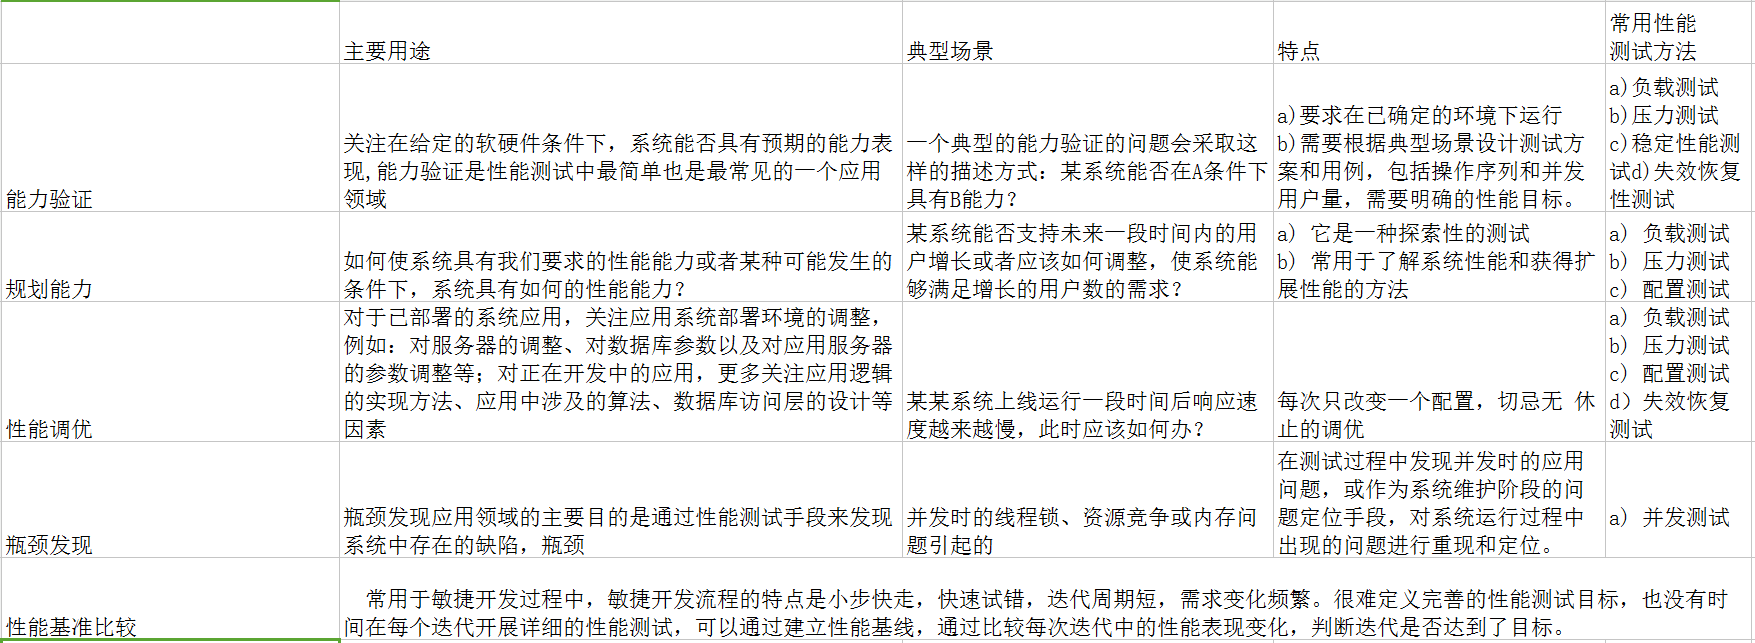 主要用途
典型场景
特点
常用性能
测试方法
能力验证
关注在给定的软硬件条件下，系统能否具有预期的能力表
现,能力验证是性能测试中最简单也是最常见的一个应用
领域
一个典型的能力验证的问题会采取这
样的描述方式：某系统能否在A条件下
具有B能力？
a)要求在已确定的环境下运行
b)需要根据典型场景设计测试方
案和用例，包括操作序列和并发
用户量，需要明确的性能目标。
a)负载测试
b)压力测试
c)稳定性能测
试d)失效恢复
性测试
规划能力
如何使系统具有我们要求的性能能力或者某种可能发生的
条件下，系统具有如何的性能能力？
某系统能否支持未来一段时间内的用
户增长或者应该如何调整，使系统能
够满足增长的用户数的需求？
a) 它是一种探索性的测试
b) 常用于了解系统性能和获得扩
展性能的方法
a) 负载测试
b) 压力测试
c) 配置测试
性能调优
对于已部署的系统应用，关注应用系统部署环境的调整，
例如：对服务器的调整、对数据库参数以及对应用服务器
的参数调整等；对正在开发中的应用，更多关注应用逻辑
的实现方法、应用中涉及的算法、数据库访问层的设计等
因素
某某系统上线运行一段时间后响应速
度越来越慢，此时应该如何办？
每次只改变一个配置，切忌无 休
止的调优
a) 负载测试
b) 压力测试
c) 配置测试
d) 失效恢复
测试
瓶颈发现
瓶颈发现应用领域的主要目的是通过性能测试手段来发现
系统中存在的缺陷，瓶颈
并发时的线程锁、资源竞争或内存问
题引起的
在测试过程中发现并发时的应用
问题，或作为系统维护阶段的问
题定位手段，对系统运行过程中
出现的问题进行重现和定位。
a) 并发测试
性能基准比较
常用于敏捷开发过程中，敏捷开发流程的特点是小步快走，快速试错，迭代周期短，需求变化频繁。很难定义完善的性能测试目标，也没有时
间在每个迭代开展详细的性能测试，可以通过建立性能基线，通过比较每次迭代中的性能表现变化，判断迭代是否达到了目标。